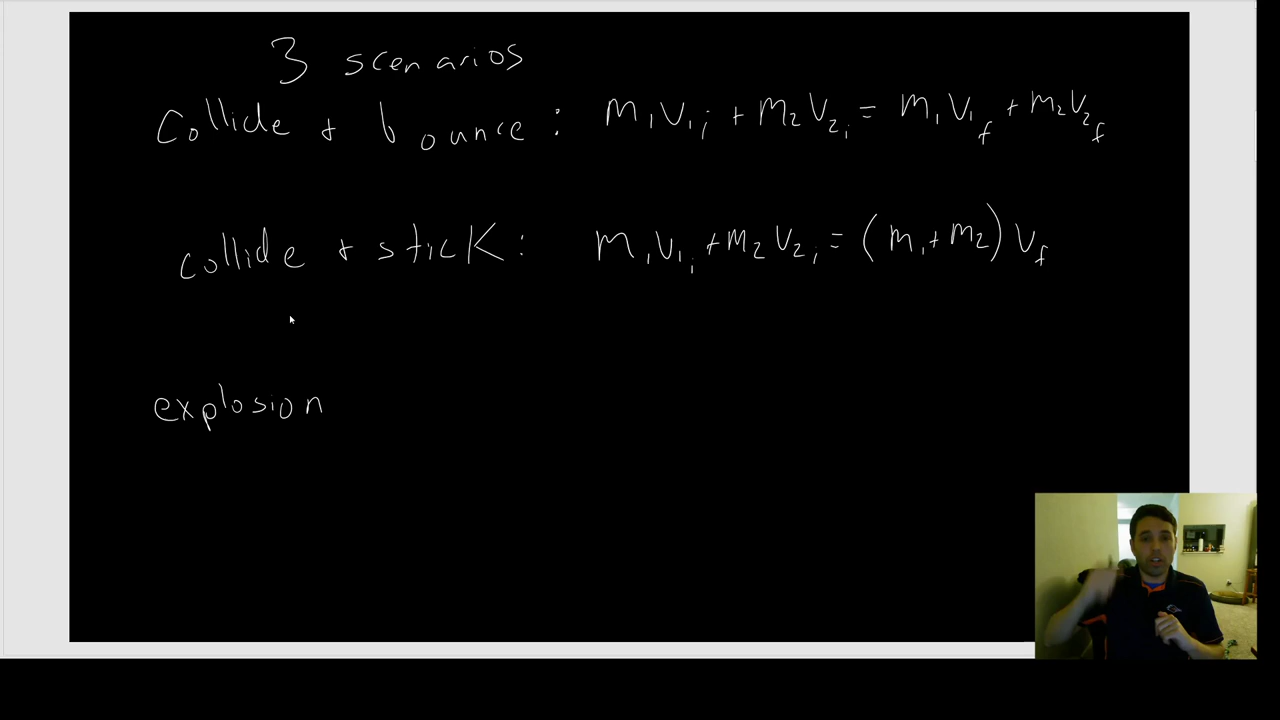 3 scenarios
Collide + bounce: m₁v₁ᵢ + m₂v₂ᵢ = m₁v₁f + m₂v₂f
collide + sticK: m₁v₁ᵢ + m₂v₂ᵢ = (m₁ + m₂) vf
explosion